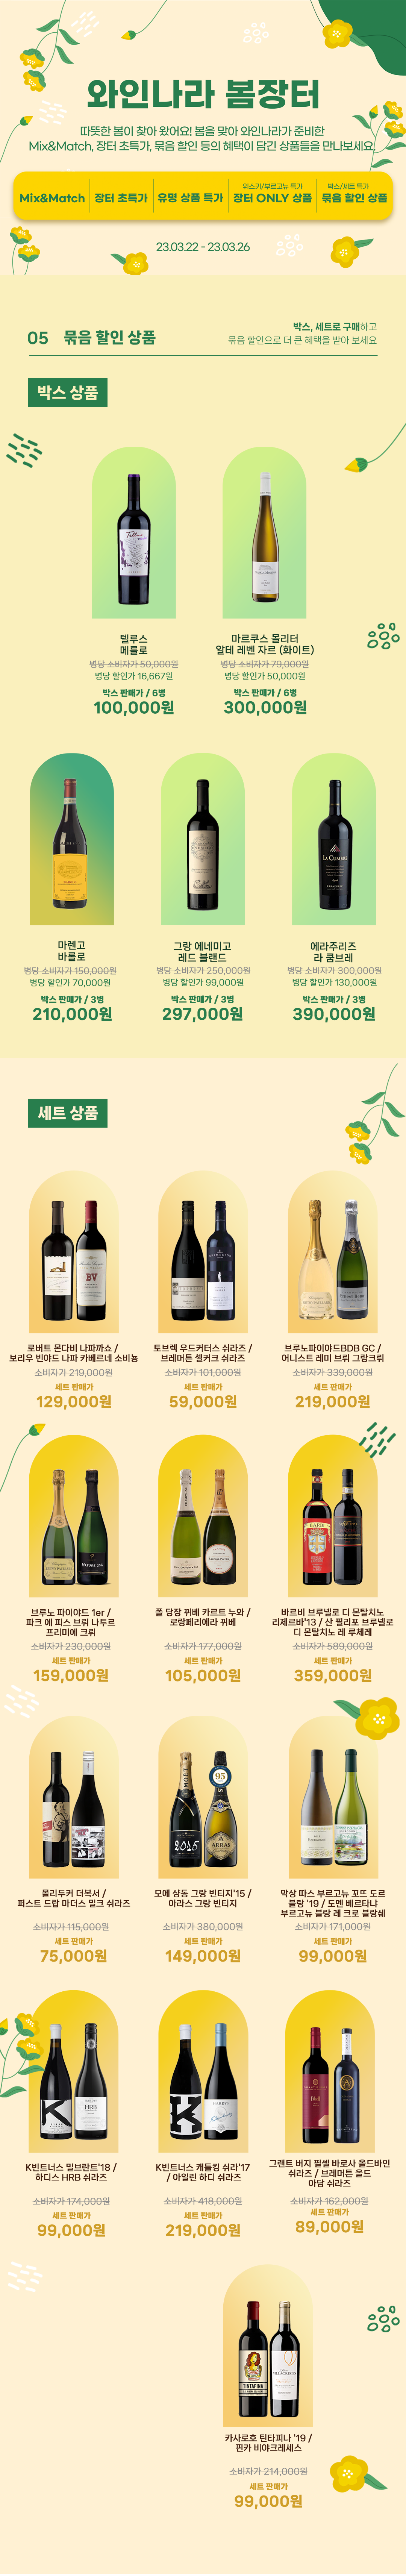 와인나라 봄장터
따뜻한 봄이 찾아 왔어요! 봄을 맞아 와인나라가 준비한
Mix&Match, 장터 초특가, 묶음 할인 등의 혜택이 담긴 상품들을 만나보세요.
위스키/부르고뉴 특가
박스/세트 특가
Mix&Match 장터 초특가 유명 상품 특가 장터 ONLY 상품 묶음 할인 상품
23.03.22 - 23.03.26
05 묶음 할인 상품
박스, 세트로 구매하고
묶음 할인으로 더 큰 혜택을 받아 보세요
박스 상품
텔루스
메를로
병당 소비자가 50,000원
병당 할인가 16,667원
박스 판매가 / 6병
100,000원
마르쿠스 몰리터
알테 레벤 자르 (화이트)
병당 소비자가 79,000원
병당 할인가 50,000원
박스 판매가 / 6병
300,000원
LA CUMBRE
마렌고
바롤로
병당 소비자가 150,000원
병당 할인가 70,000원
박스 판매가 / 3병
210,000원
그랑 에네미고
레드 블랜드
병당 소비자가 250,000원
병당 할인가 99,000원
박스 판매가 / 3병
297,000원
에라주리즈
라 쿰브레
병당 소비자가 300,000원
병당 할인가 130,000원
박스 판매가 / 3병
390,000원
세트 상품
BV
로버트 몬다비 나파까쇼 /
보리우 빈야드 나파 카베르네 소비뇽
소비자가 219,000원
세트 판매가
129,000원
토브렉 우드커터스 쉬라즈 /
브레머튼 셀커크 쉬라즈
소비자가 101,000원
세트 판매가
59,000원
브루노파이야드BDB GC /
어니스트 레미 브뤼 그랑크뤼
소비자가 339,000원
세트 판매가
219,000원
브루노 파이야드 1er /
파크 에 피스 브뤼 나투르
프리미에 크뤼
소비자가 230,000원
세트 판매가
159,000원
폴 당장 뀌베 카르트 누와 /
로랑페리에라 뀌베
소비자가 177,000원
세트 판매가
105,000원
바르비 브루넬로 디 몬탈치노
리제르바'13 / 산 필리포 브루넬로
디 몬탈치노 레 루체레
소비자가 589,000원
세트 판매가
359,000원
몰리두커 더복서 /
퍼스트 드랍 마더스 밀크 쉬라즈
소비자가 115,000원
세트 판매가
75,000원
MOËT
2015
95
ARRAS
모에 샹동 그랑 빈티지'15 /
아라스 그랑 빈티지
소비자가 380,000원
세트 판매가
149,000원
막상 따스 부르고뉴 꼬뜨 도르
블랑 '19 / 도멘 베르타냐
부르고뉴 블랑 레 크로 블랑쉐
소비자가 171,000원
세트 판매가
99,000원
K
HRB
K빈트너스 밀브란트'18 /
하디스 HRB 쉬라즈
소비자가 174,000원
세트 판매가
99,000원
K
K빈트너스 캐틀킹 쉬라'17
/ 아일린 하디 쉬라즈
소비자가 418,000원
세트 판매가
219,000원
그랜트 버지 필셀 바로사 올드바인
쉬라즈 / 브레머튼 올드
아담 쉬라즈
소비자가 162,000원
세트 판매가
89,000원
TINTAFINA
카사로호 틴타피나 '19 /
핀카 비야크레세스
소비자가 214,000원
세트 판매가
99,000원